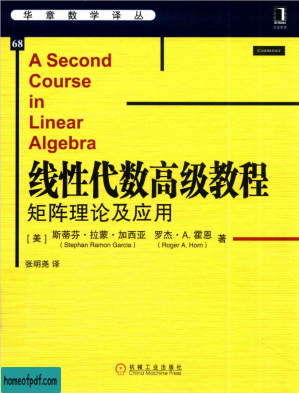 华章数学译丛
68
CAMBRIDGE
A Second
Course
in
Linear
Algebra
线性代数高级教程
矩阵理论及应用
[美] 斯蒂芬·拉蒙·加西亚 罗杰·A. 霍恩 著
(Stephan Ramon Garcia) (Roger A. Horn)
张明尧 译
机械工业出版社
China Machine Press
homeofpdf.com
homeofpdf.com